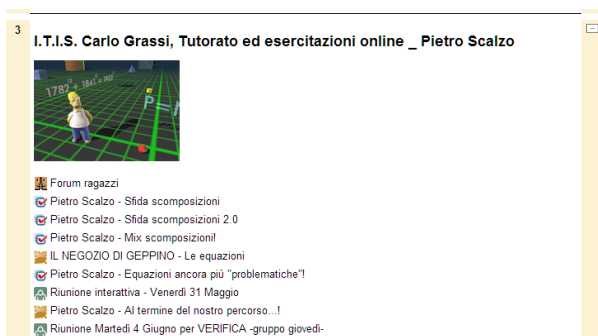 3
I.T.I.S. Carlo Grassi, Tutorato ed esercitazioni online _ Pietro Scalzo
1782¹² + 1841¹² = 1922¹²
P=N
Forum ragazzi
Pietro Scalzo - Sfida scomposizioni
Pietro Scalzo - Sfida scomposizioni 2.0
Pietro Scalzo - Mix scomposizioni!
IL NEGOZIO DI GEPPINO - Le equazioni
Pietro Scalzo - Equazioni ancora più "problematiche"!
Riunione interattiva - Venerdì 31 Maggio
Pietro Scalzo - Al termine del nostro percorso...!
Riunione Martedì 4 Giugno per VERIFICA -gruppo giovedì-